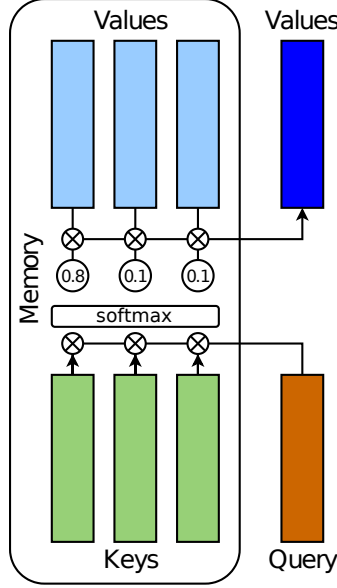 Values Values
Memory
0.8 0.1 0.1
softmax
Keys Query